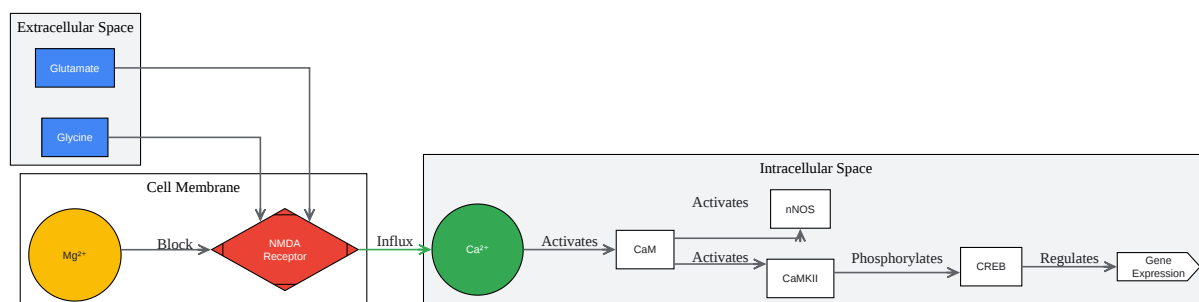 Extracellular Space
Glutamate
Glycine
Cell Membrane
Mg²⁺
Block
NMDA
Receptor
Influx
Intracellular Space
Ca²⁺
Activates
CaM
Activates
nNOS
Activates
CaMKII
Phosphorylates
CREB
Regulates
Gene
Expression